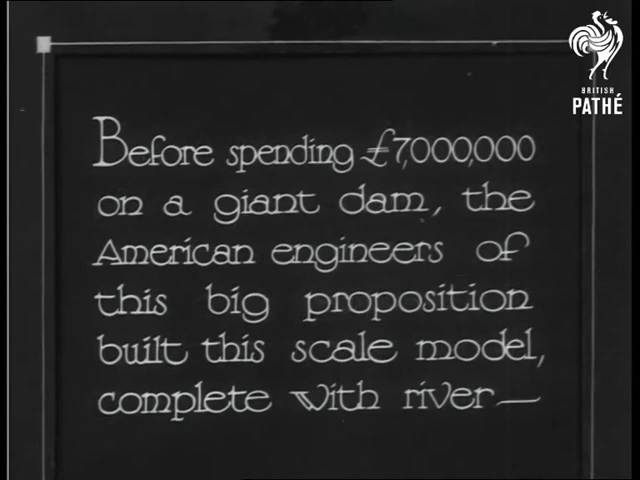 BRITISH
PATHÉ
Before spending £7,000,000
on a giant dam, the
American engineers of
this big proposition
built this scale model,
complete with river—